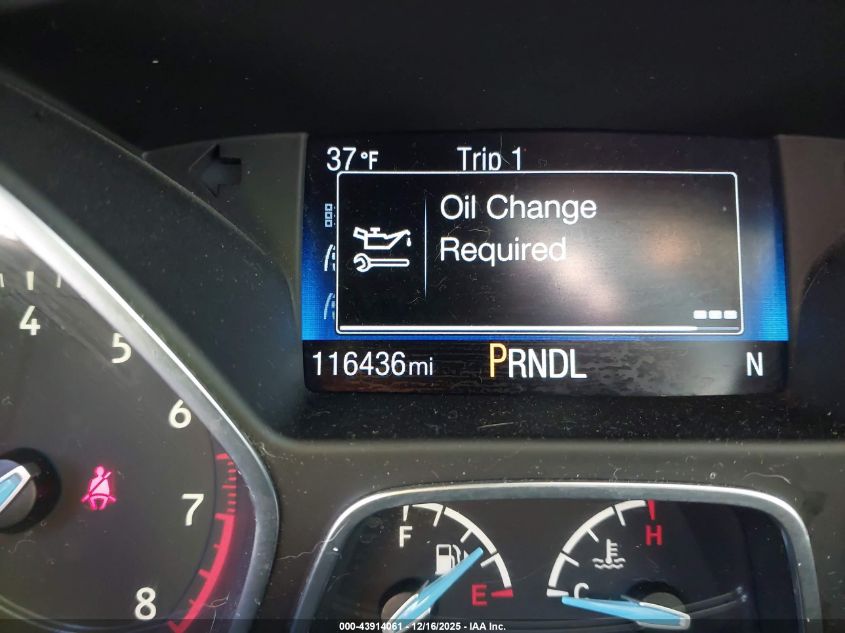 37°F Trip 1
Oil Change
Required
116436mi PRNDL N
4
5
6
7
8
F
E
H
C
000-43914061 - 12/16/2025 - IAA Inc.